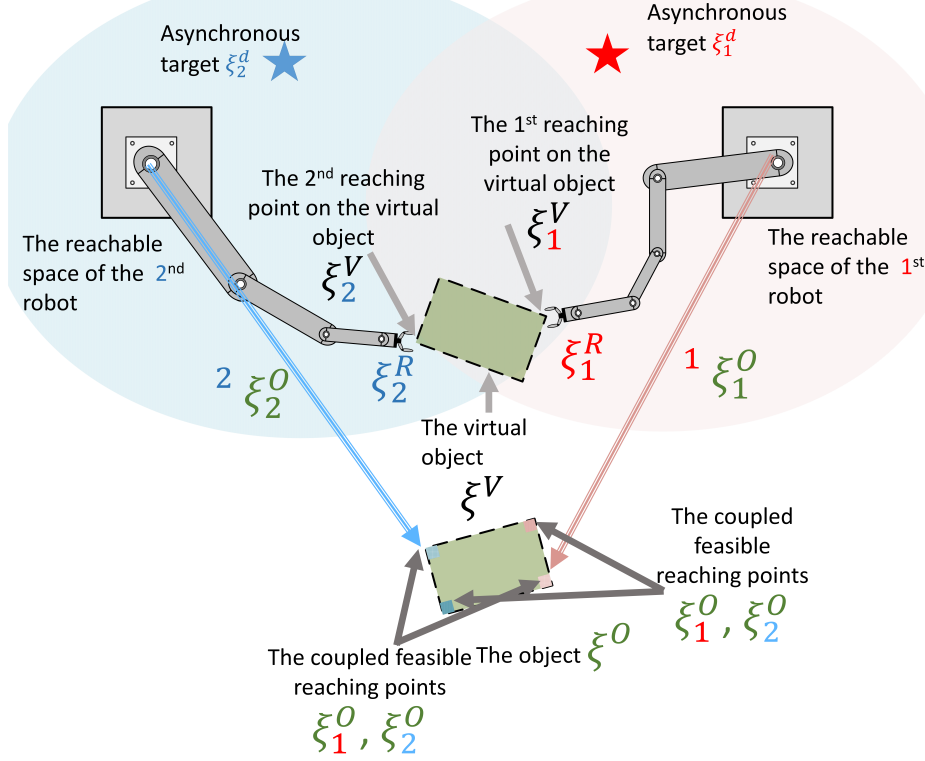 Asynchronous
target ξ₂ᵈ
Asynchronous
target ξ₁ᵈ
The 1ˢᵗ reaching
point on the
virtual object
ξ₁ⱽ
The 2ⁿᵈ reaching
point on the virtual
object
ξ₂ⱽ
The reachable
space of the 2ⁿᵈ
robot
The reachable
space of the 1ˢᵗ
robot
² ξ₂ᴼ
ξ₂ᴿ
ξ₁ᴿ
¹ ξ₁ᴼ
The virtual
object
ξⱽ
The coupled
feasible
reaching points
ξ₁ᴼ, ξ₂ᴼ
The coupled feasible
reaching points
ξ₁ᴼ, ξ₂ᴼ
The object ξᴼ